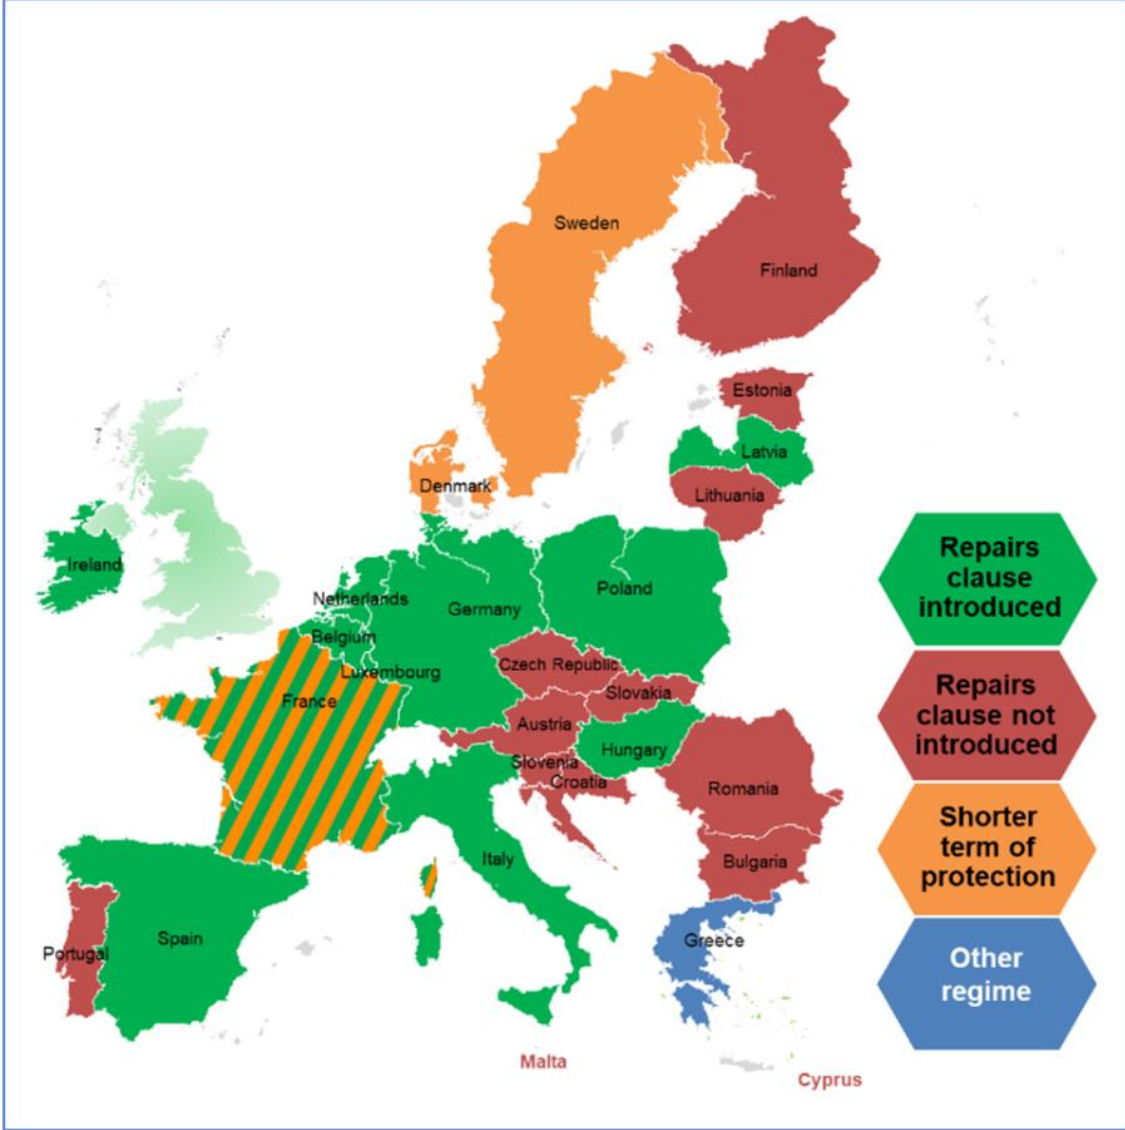 Sweden
Finland
Estonia
Latvia
Denmark
Lithuania
Repairs
clause
introduced
Ireland
Netherlands
Germany
Poland
Belgium
Czech Republic
Luxembourg
Slovakia
France
Repairs
clause not
introduced
Austria
Hungary
Slovenia
Croatia
Romania
Shorter
term of
protection
Italy
Bulgaria
Spain
Greece
Portugal
Other
regime
Malta
Cyprus